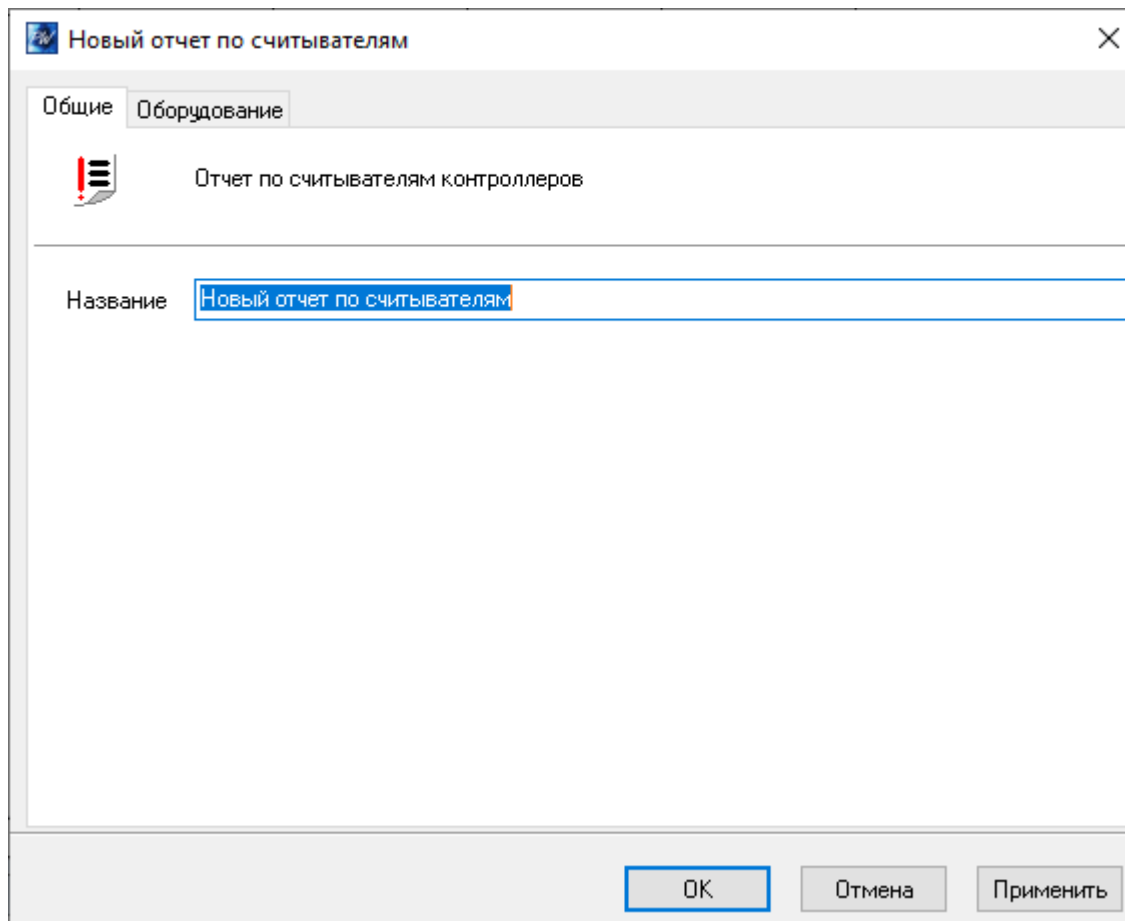 Новый отчет по считывателям
Общие Оборудование
Отчет по считывателям контроллеров
Название Новый отчет по считывателям
OK Отмена Применить